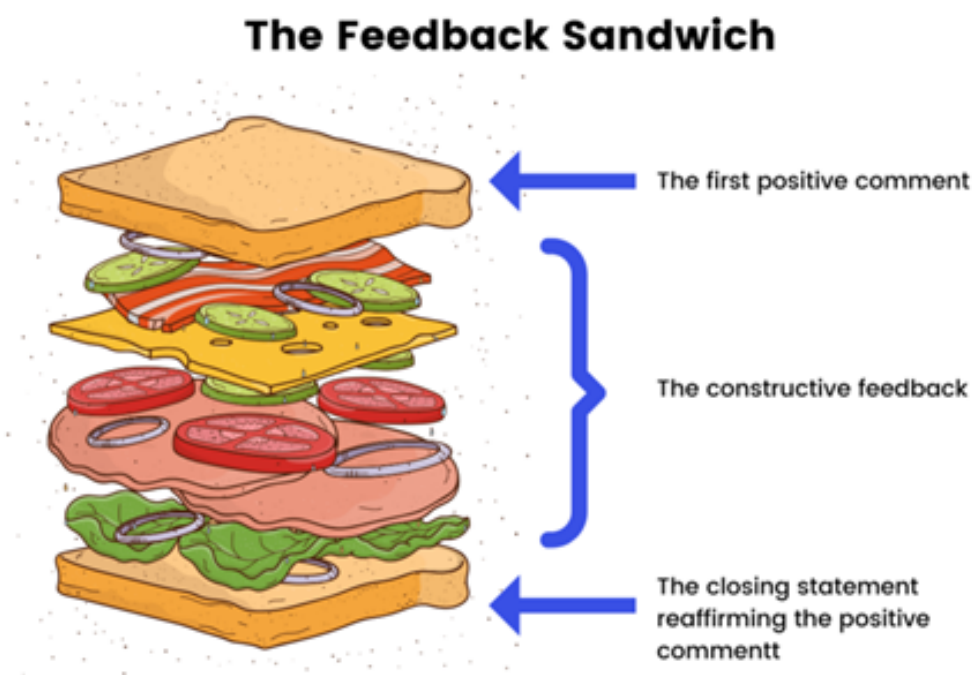 The Feedback Sandwich
The first positive comment
The constructive feedback
The closing statement
reaffirming the positive
commentt